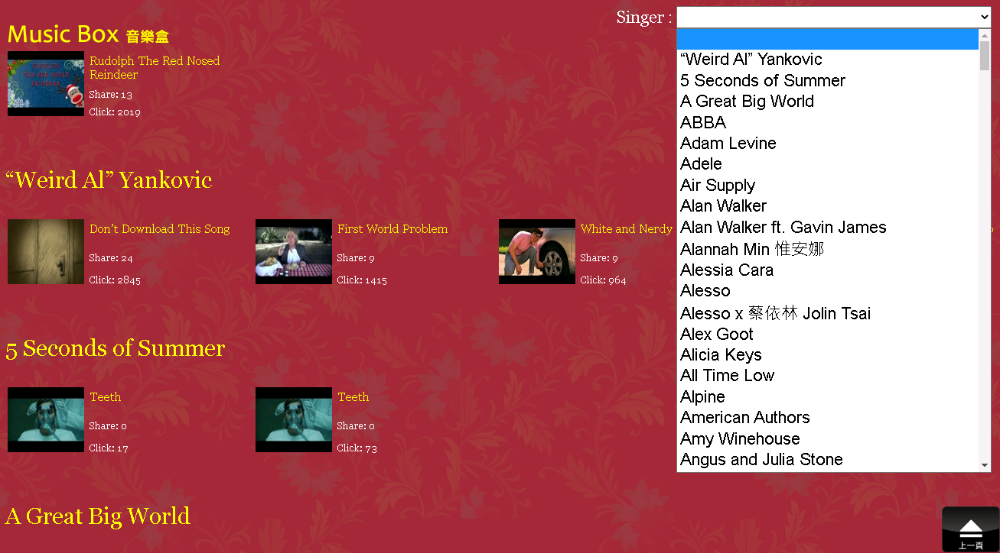 Singer :
Music Box 音樂盒
Rudolph The Red Nosed
Reindeer
Share: 13
Click: 2019
“Weird Al” Yankovic
Don’t Download This Song
Share: 24
Click: 2845
First World Problem
Share: 9
Click: 1415
White and Nerdy
Share: 9
Click: 964
5 Seconds of Summer
Teeth
Share: 0
Click: 17
Teeth
Share: 0
Click: 73
A Great Big World
“Weird Al” Yankovic
5 Seconds of Summer
A Great Big World
ABBA
Adam Levine
Adele
Air Supply
Alan Walker
Alan Walker ft. Gavin James
Alannah Min 惟安娜
Alessia Cara
Alesso
Alesso x 蔡依林 Jolin Tsai
Alex Goot
Alicia Keys
All Time Low
Alpine
American Authors
Amy Winehouse
Angus and Julia Stone
上一頁